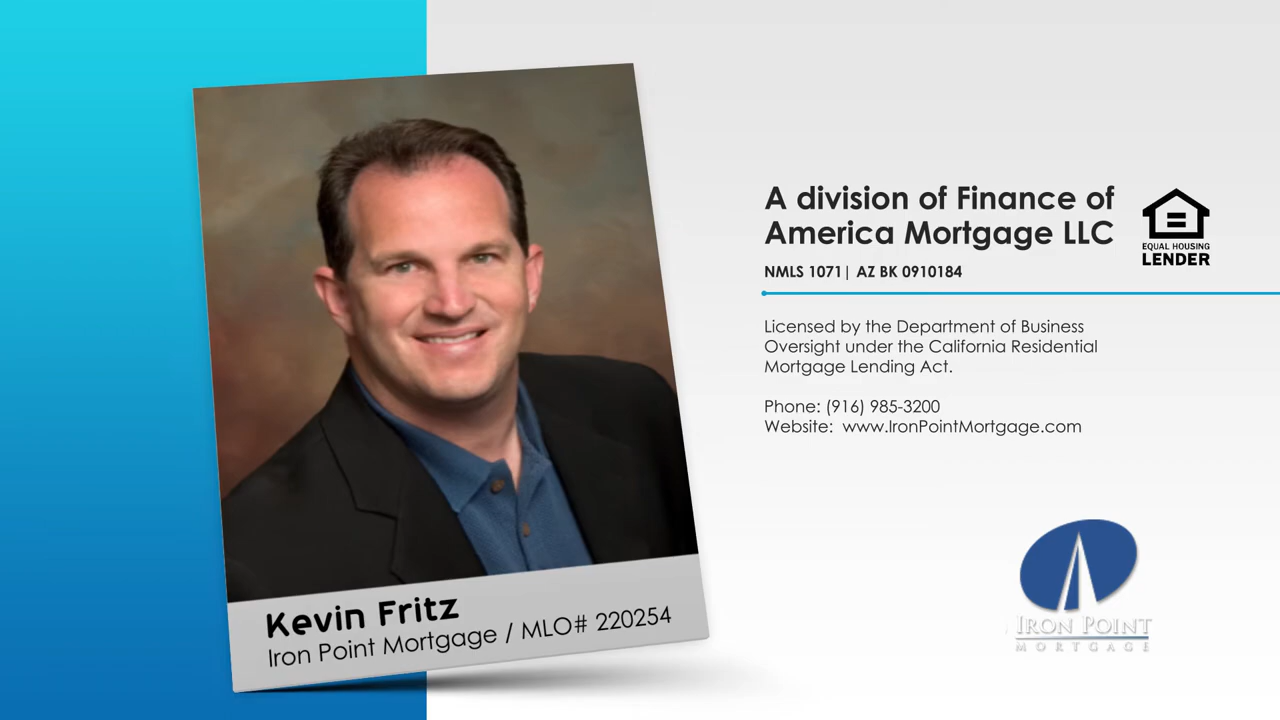 A division of Finance of
America Mortgage LLC
EQUAL HOUSING
LENDER
NMLS 1071| AZ BK 0910184
Licensed by the Department of Business
Oversight under the California Residential
Mortgage Lending Act.
Phone: (916) 985-3200
Website: www.IronPointMortgage.com
Kevin Fritz
Iron Point Mortgage / MLO# 220254
IRON POINT
MORTGAGE